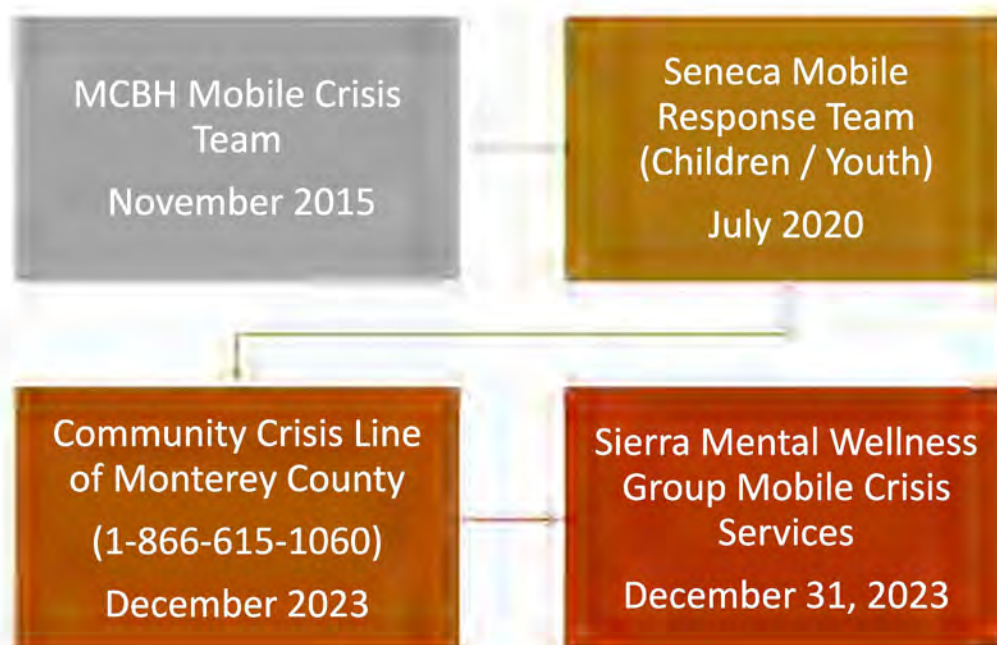 MCBH Mobile Crisis
Team
November 2015
Seneca Mobile
Response Team
(Children / Youth)
July 2020
Community Crisis Line
of Monterey County
(1-866-615-1060)
December 2023
Sierra Mental Wellness
Group Mobile Crisis
Services
December 31, 2023